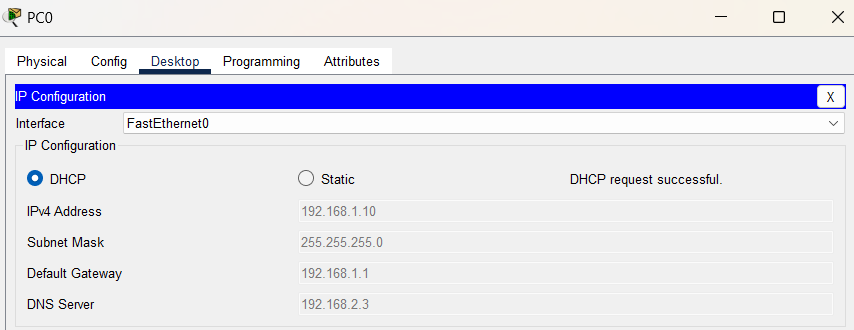 PC0
Physical Config Desktop Programming Attributes
IP Configuration X
Interface FastEthernet0
IP Configuration
DHCP Static DHCP request successful.
IPv4 Address 192.168.1.10
Subnet Mask 255.255.255.0
Default Gateway 192.168.1.1
DNS Server 192.168.2.3